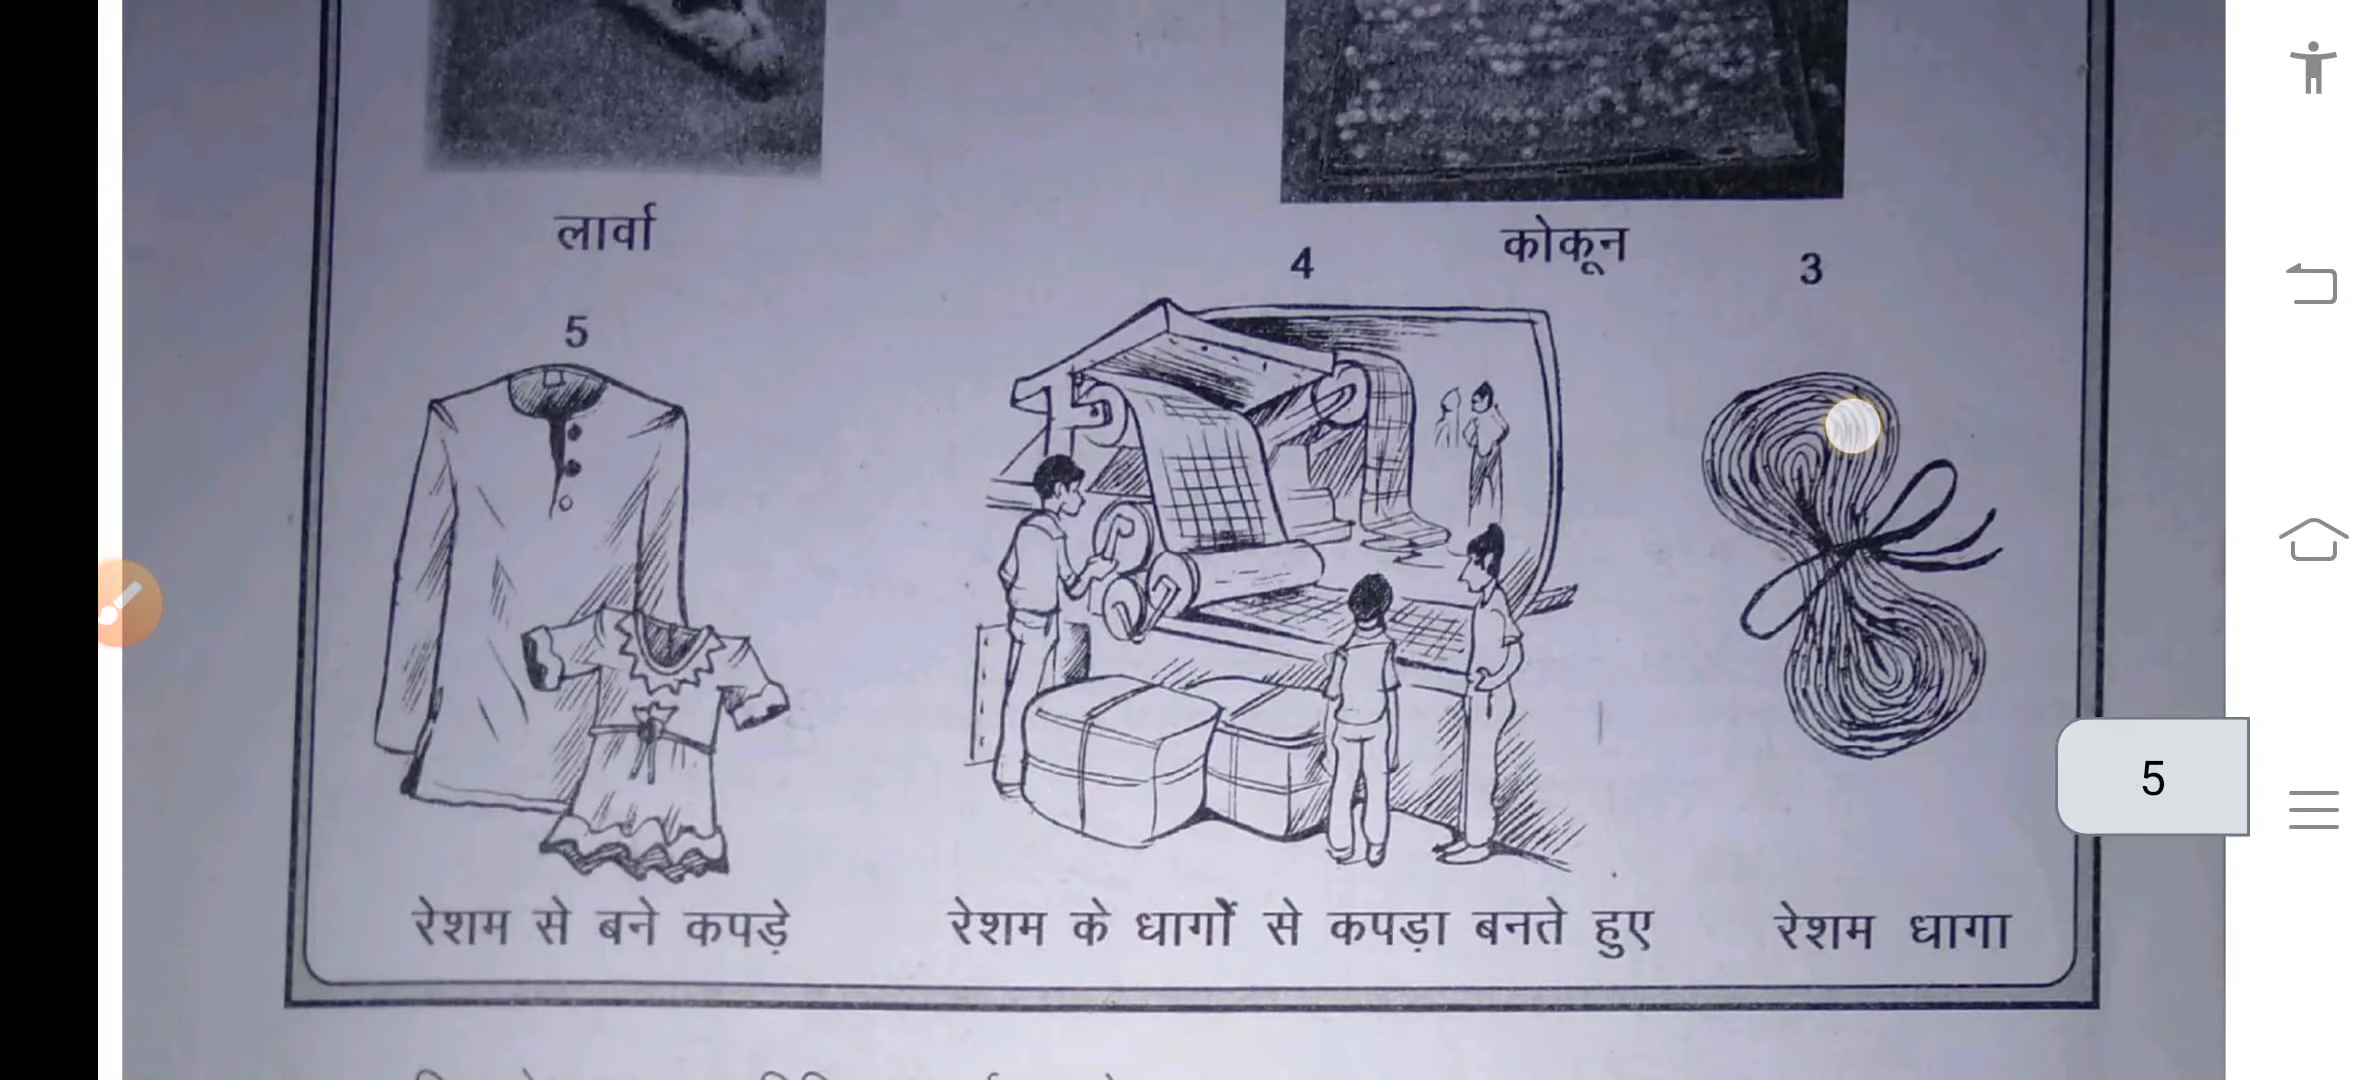 लार्वा
कोकून
4
3
5
रेशम से बने कपड़े
रेशम के धागों से कपड़ा बनते हुए
रेशम धागा
5